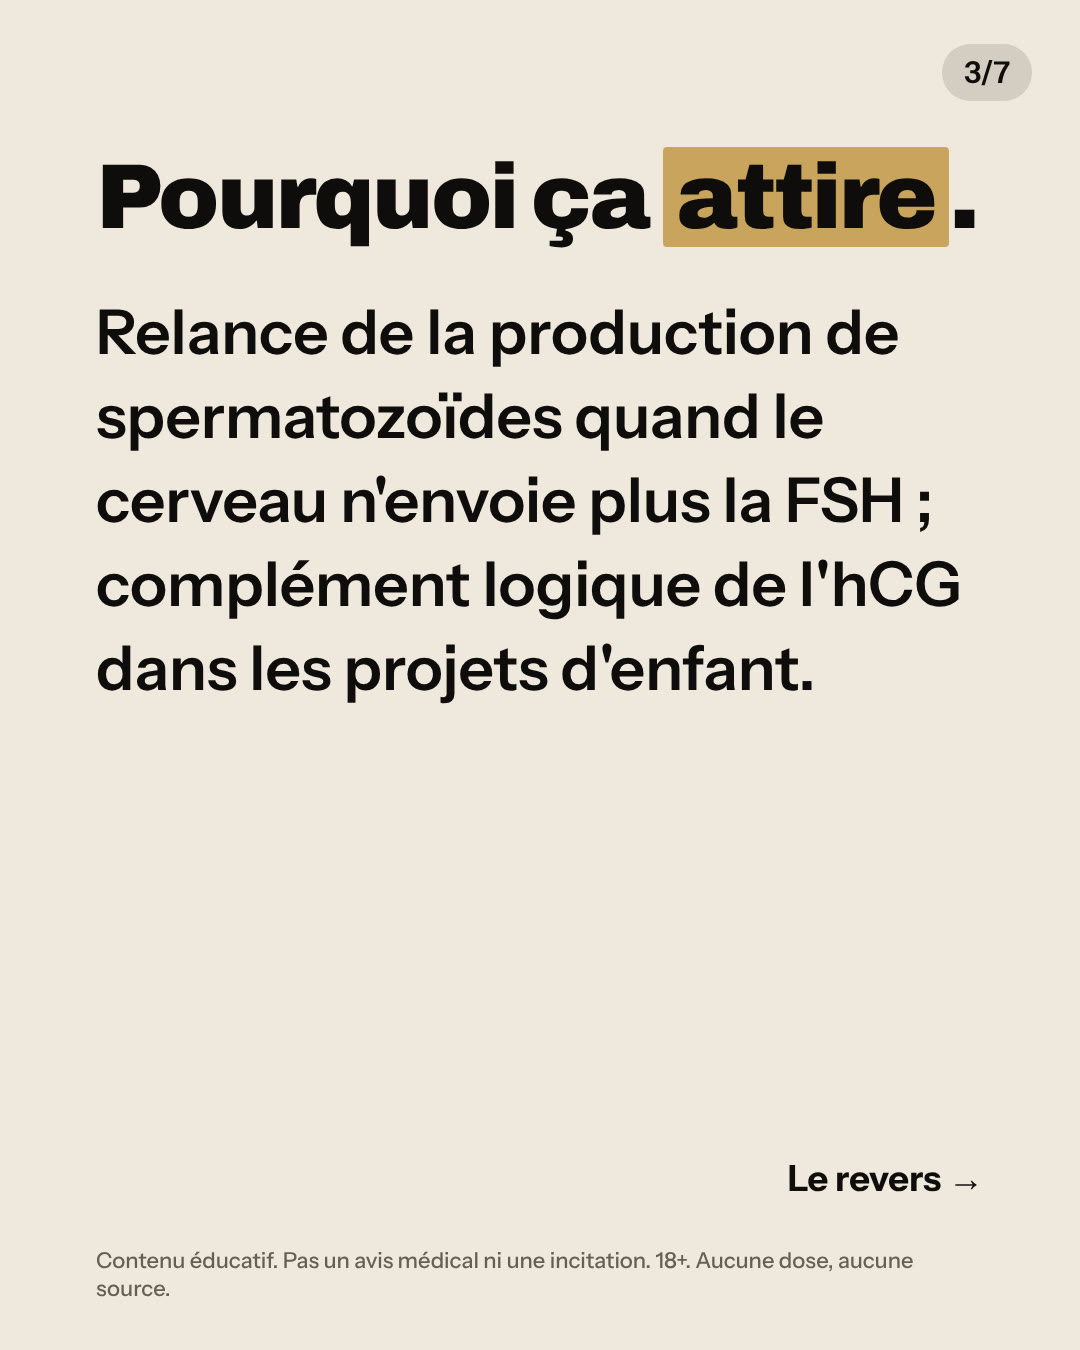 3/7
Pourquoi ça attire.
Relance de la production de
spermatozoïdes quand le
cerveau n'envoie plus la FSH ;
complément logique de l'hCG
dans les projets d'enfant.
Le revers →
Contenu éducatif. Pas un avis médical ni une incitation. 18+. Aucune dose, aucune
source.